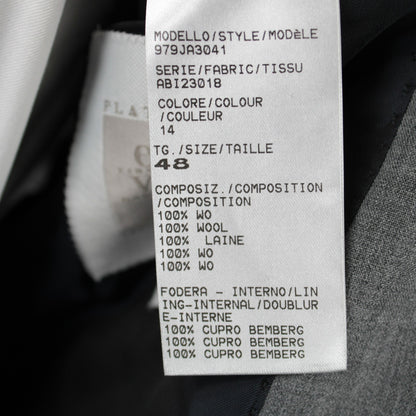 MODELLO/STYLE/MODÈLE
979JA3041
SERIE/FABRIC/TISSU
ABI23018
COLORE/COLOUR
/COULEUR
14
TG./SIZE/TAILLE
48
COMPOSIZ./COMPOSITION
/COMPOSITION
100% WO
100% WOOL
100% LAINE
100% WO
100% WO
FODERA - INTERNO/LIN
ING-INTERNAL/DOUBLUR
E-INTERNE
100% CUPRO BEMBERG
100% CUPRO BEMBERG
100% CUPRO BEMBERG